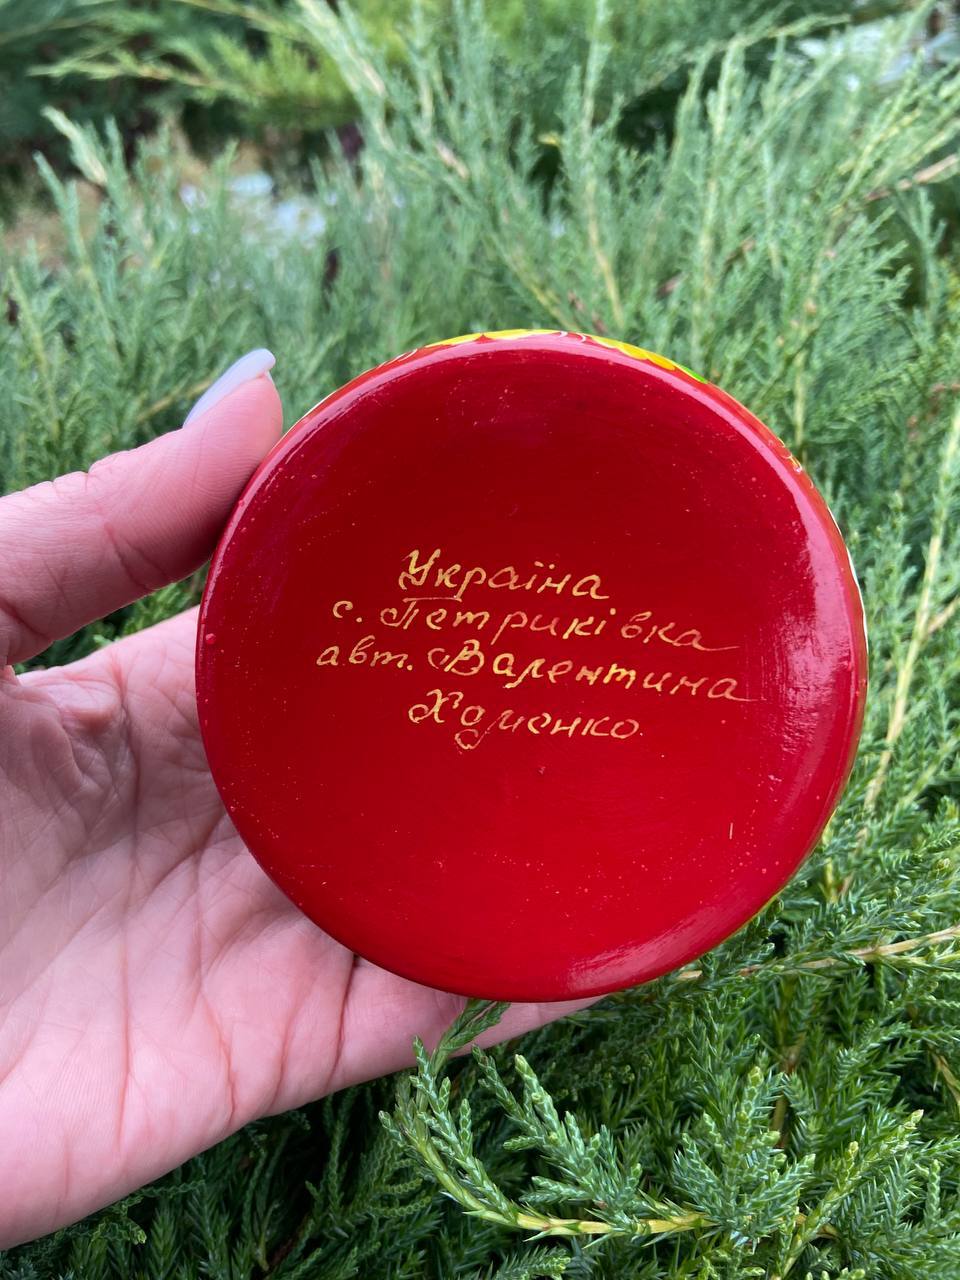 Україна
с. Петриківка
авт. Валентина
Хоменко